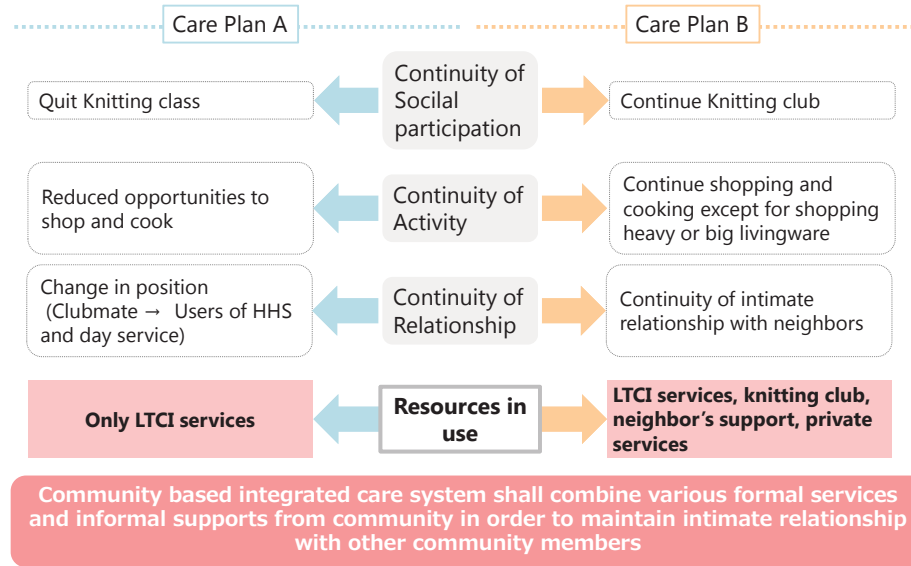 Care Plan A
Care Plan B
Quit Knitting class
Continuity of
Socilal
participation
Continue Knitting club
Reduced opportunities to
shop and cook
Continuity of
Activity
Continue shopping and
cooking except for shopping
heavy or big livingware
Change in position
(Clubmate → Users of HHS
and day service)
Continuity of
Relationship
Continuity of intimate
relationship with neighbors
Only LTCI services
Resources in
use
LTCI services, knitting club,
neighbor's support, private
services
Community based integrated care system shall combine various formal services
and informal supports from community in order to maintain intimate relationship
with other community members